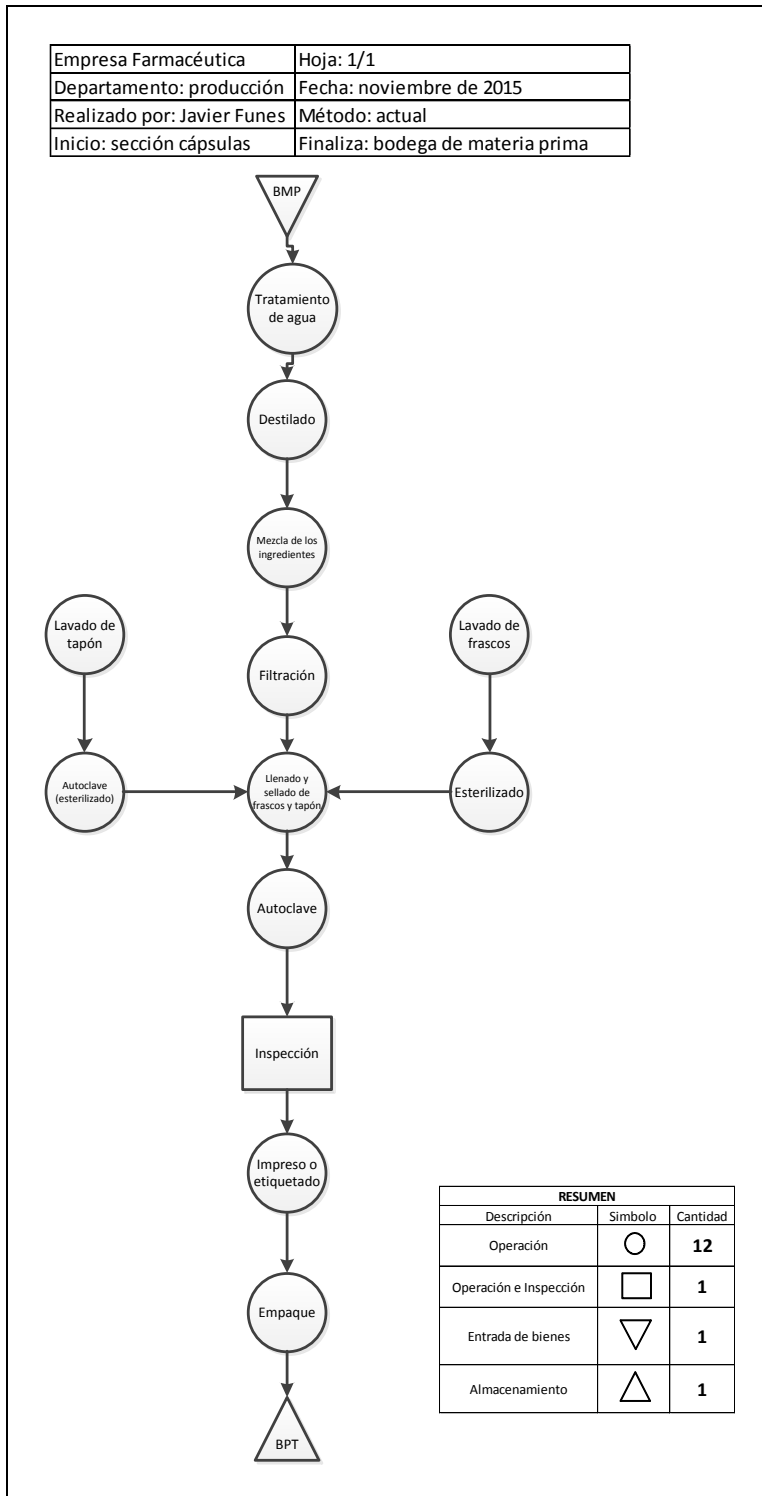 Empresa Farmacéutica Hoja: 1/1
Departamento: producción Fecha: noviembre de 2015
Realizado por: Javier Funes Método: actual
Inicio: sección cápsulas Finaliza: bodega de materia prima
BMP
Tratamiento
de agua
Destilado
Mezcla de los
ingredientes
Lavado de
tapón
Lavado de
frascos
Filtración
Autoclave
(esterilizado)
Llenado y
sellado de
frascos y tapón
Esterilizado
Autoclave
Inspección
Impreso o
etiquetado
Empaque
BPT
RESUMEN
Descripción Simbolo Cantidad
Operación 12
Operación e Inspección 1
Entrada de bienes 1
Almacenamiento 1